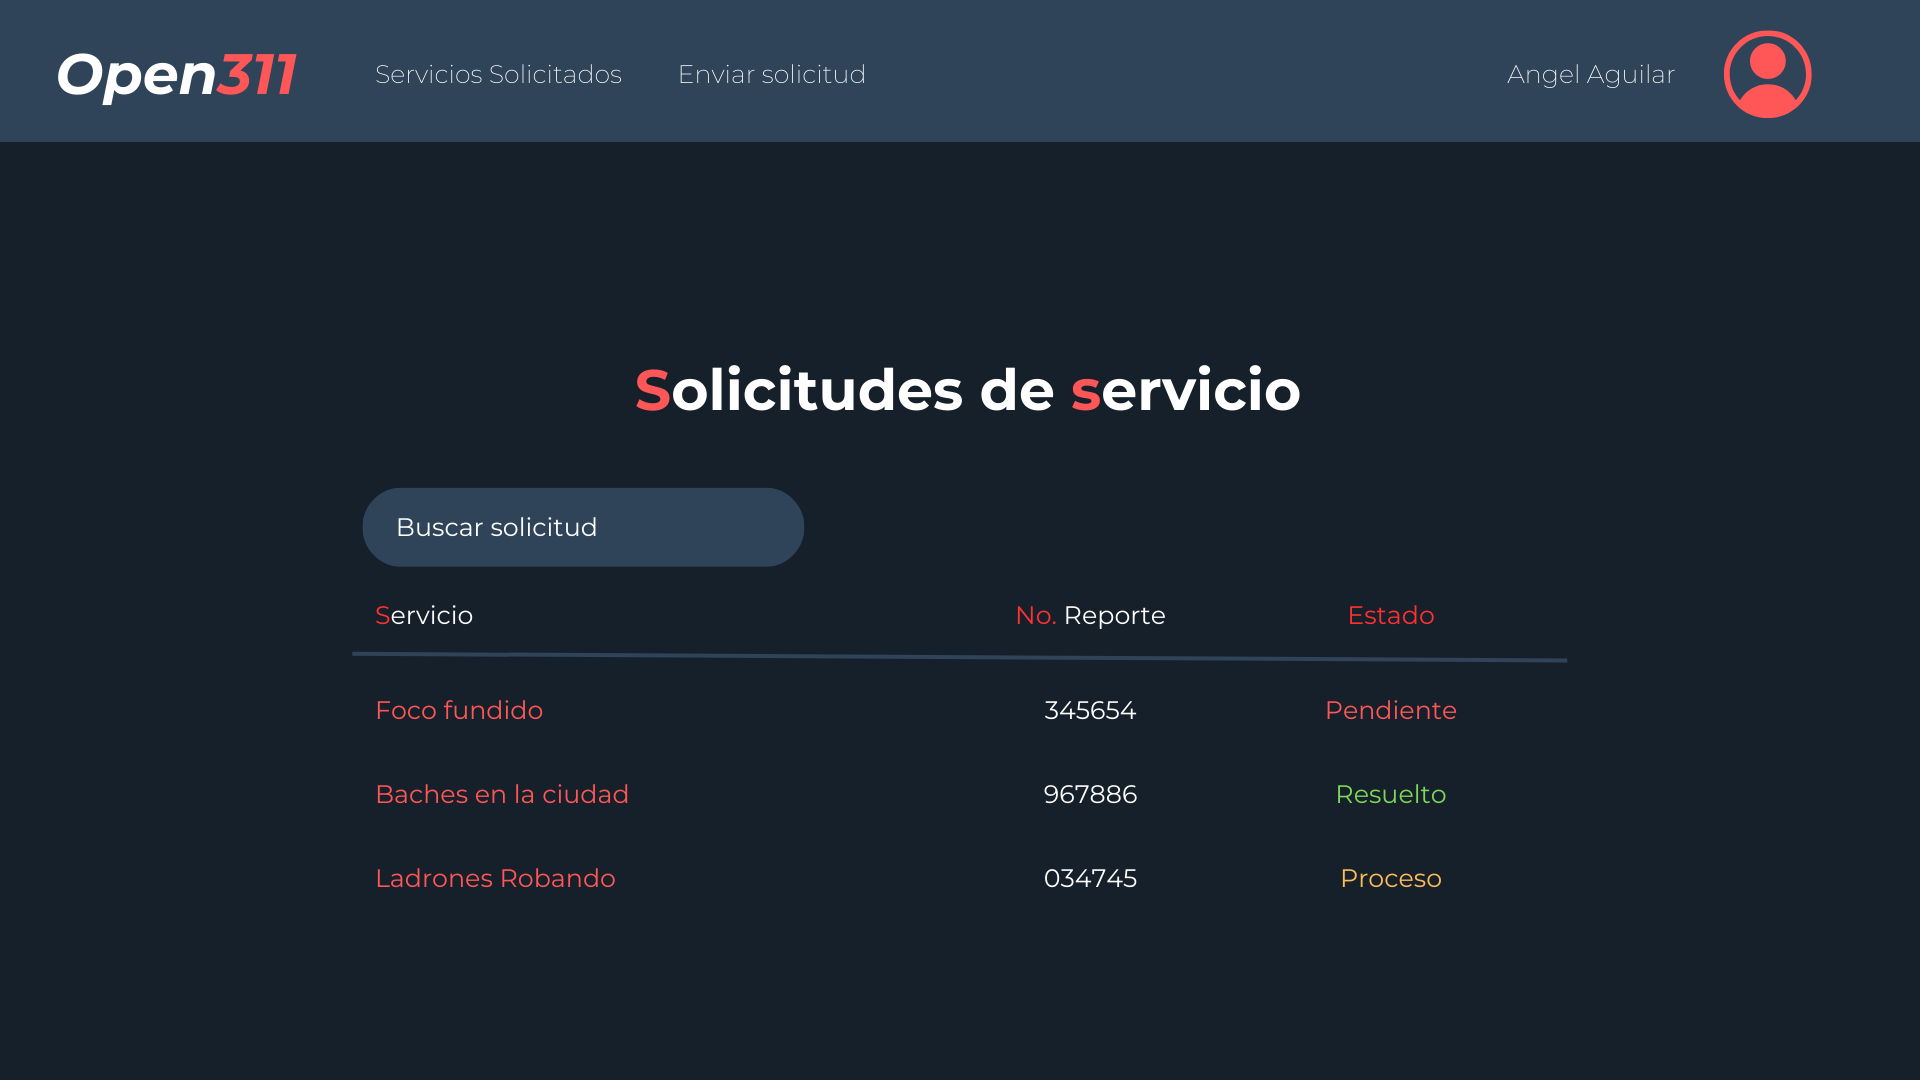 Open311 Servicios Solicitados Enviar solicitud Angel Aguilar
Solicitudes de servicio
Buscar solicitud
Servicio No. Reporte Estado
Foco fundido 345654 Pendiente
Baches en la ciudad 967886 Resuelto
Ladrones Robando 034745 Proceso